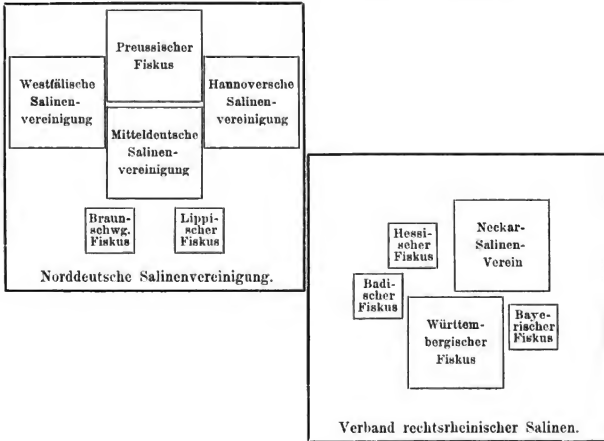 Preussischer
Fiskus
Westfälische
Salinen-
vereinigung
Hannoversche
Salinen-
vereinigung
Mitteldeutsche
Salinen-
vereinigung
Braun-
schwg.
Fiskus
Lippi-
scher
Fiskus
Norddeutsche Salinenvereinigung.
Neckar-
Salinen-
Verein
Hessi-
scher
Fiskus
Badi-
scher
Fiskus
Württem-
bergischer
Fiskus
Baye-
rischer
Fiskus
Verband rechtsrheinischer Salinen.